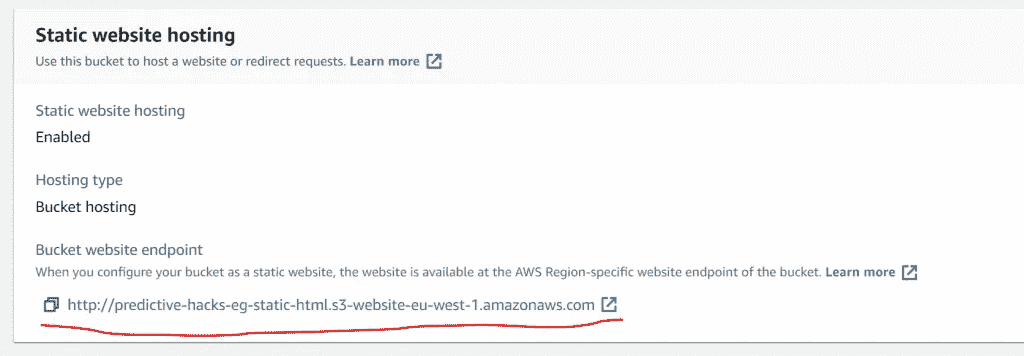 Static website hosting
Use this bucket to host a website or redirect requests. Learn more
Static website hosting
Enabled
Hosting type
Bucket hosting
Bucket website endpoint
When you configure your bucket as a static website, the website is available at the AWS Region-specific website endpoint of the bucket. Learn more
http://predictive-hacks-eg-static-html.s3-website-eu-west-1.amazonaws.com